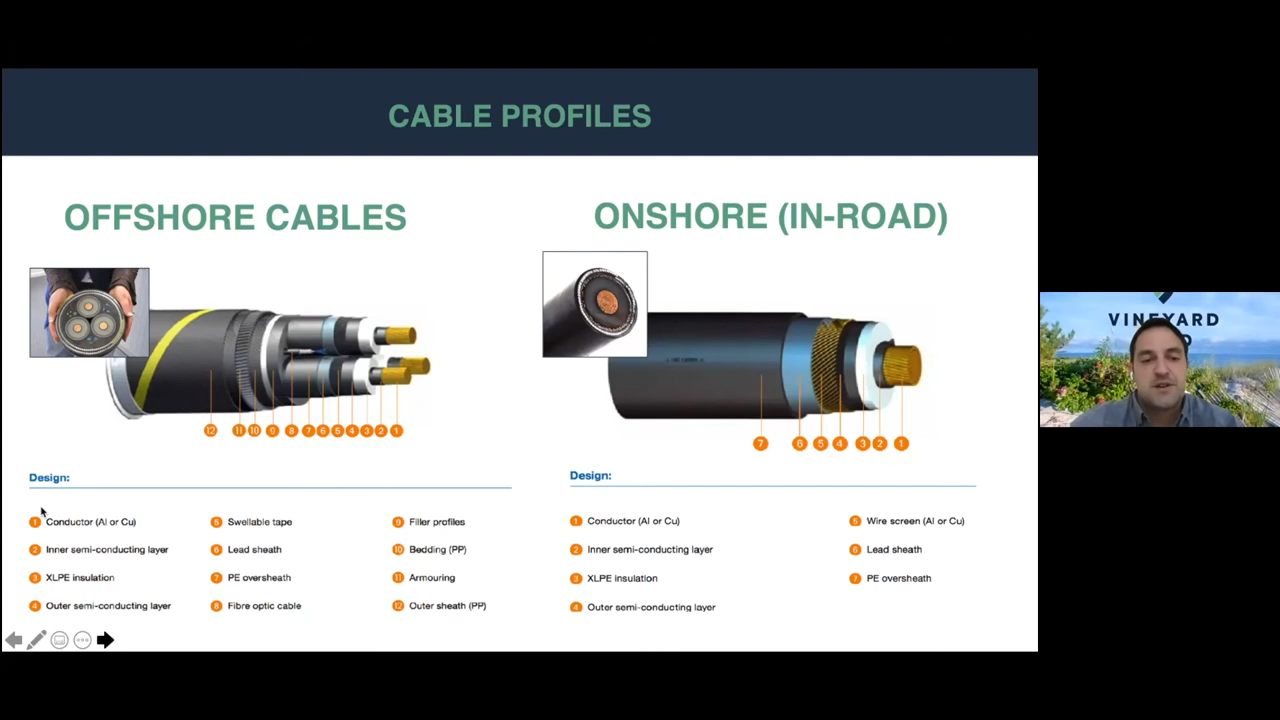 CABLE PROFILES
OFFSHORE CABLES
12 11 10 9 8 7 6 5 4 3 2 1
Design:
1 Conductor (Al or Cu)
2 Inner semi-conducting layer
3 XLPE insulation
4 Outer semi-conducting layer
5 Swellable tape
6 Lead sheath
7 PE oversheath
8 Fibre optic cable
9 Filler profiles
10 Bedding (PP)
11 Armouring
12 Outer sheath (PP)
ONSHORE (IN-ROAD)
7 6 5 4 3 2 1
Design:
1 Conductor (Al or Cu)
2 Inner semi-conducting layer
3 XLPE insulation
4 Outer semi-conducting layer
5 Wire screen (Al or Cu)
6 Lead sheath
7 PE oversheath